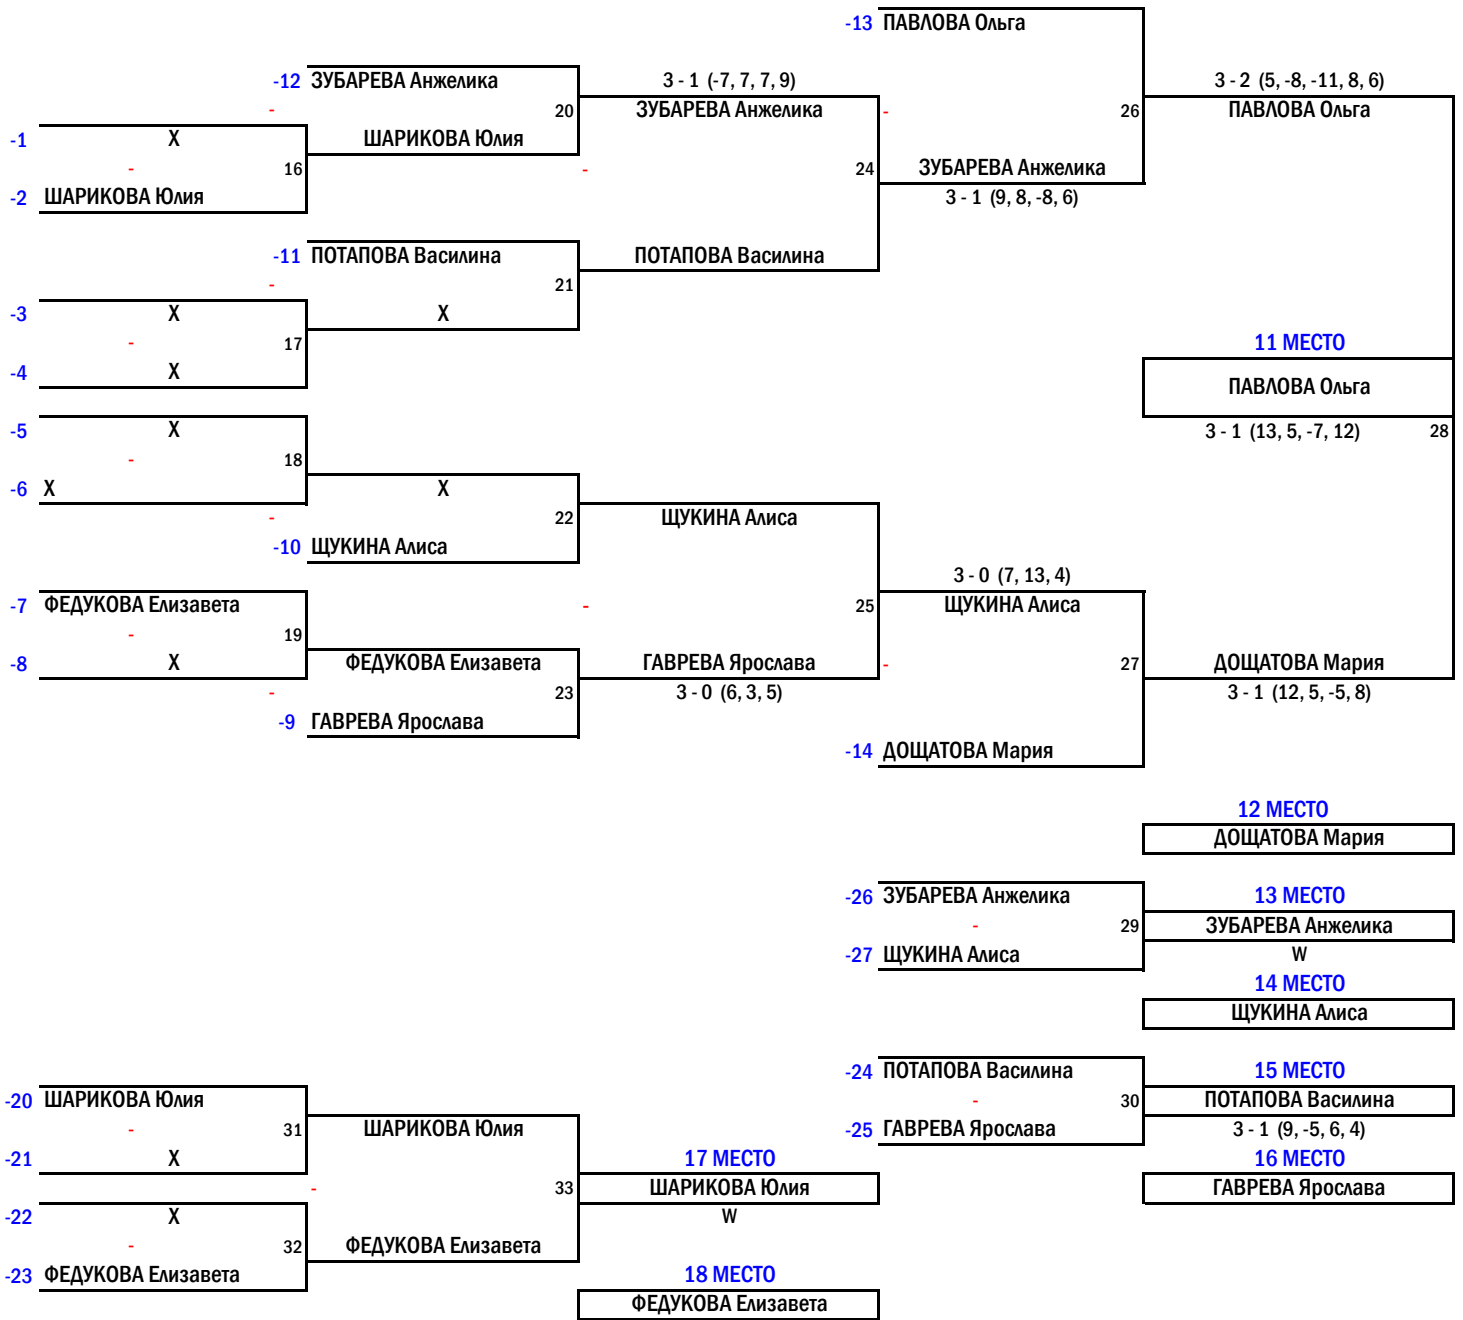 -13 ПАВЛОВА Ольга
-12 ЗУБАРЕВА Анжелика 3 - 1 (-7, 7, 7, 9) 3 - 2 (5, -8, -11, 8, 6)
- 20 ЗУБАРЕВА Анжелика - 26 ПАВЛОВА Ольга
-1 X ШАРИКОВА Юлия
- 16 - 24 ЗУБАРЕВА Анжелика
-2 ШАРИКОВА Юлия 3 - 1 (9, 8, -8, 6)
-11 ПОТАПОВА Василина ПОТАПОВА Василина
- 21
-3 X X
- 17 11 МЕСТО
-4 X
ПАВЛОВА Ольга
-5 X 3 - 1 (13, 5, -7, 12) 28
- 18
-6 X X
- 22 ЩУКИНА Алиса
-10 ЩУКИНА Алиса
3 - 0 (7, 13, 4)
-7 ФЕДУКОВА Елизавета - 25 ЩУКИНА Алиса
- 19
-8 X ФЕДУКОВА Елизавета ГАВРЕВА Ярослава - 27 ДОЩАТОВА Мария
- 23 3 - 0 (6, 3, 5) 3 - 1 (12, 5, -5, 8)
-9 ГАВРЕВА Ярослава
-14 ДОЩАТОВА Мария
12 МЕСТО
ДОЩАТОВА Мария
-26 ЗУБАРЕВА Анжелика 13 МЕСТО
- 29 ЗУБАРЕВА Анжелика
-27 ЩУКИНА Алиса W
14 МЕСТО
ЩУКИНА Алиса
-24 ПОТАПОВА Василина 15 МЕСТО
-20 ШАРИКОВА Юлия - 30 ПОТАПОВА Василина
- 31 ШАРИКОВА Юлия -25 ГАВРЕВА Ярослава 3 - 1 (9, -5, 6, 4)
-21 X 17 МЕСТО 16 МЕСТО
- 33 ШАРИКОВА Юлия ГАВРЕВА Ярослава
-22 X W
- 32 ФЕДУКОВА Елизавета
-23 ФЕДУКОВА Елизавета 18 МЕСТО
ФЕДУКОВА Елизавета